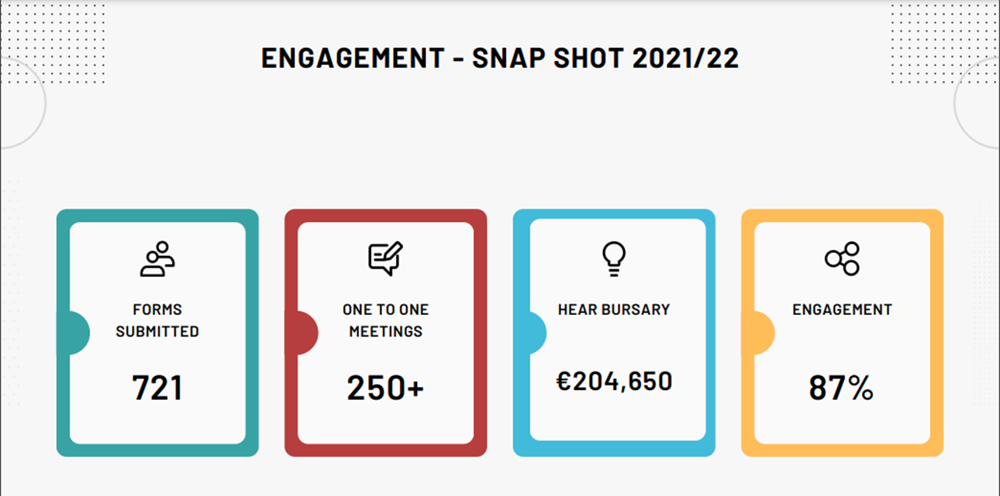 ENGAGEMENT - SNAP SHOT 2021/22
FORMS
SUBMITTED
721
ONE TO ONE
MEETINGS
250+
HEAR BURSARY
€204,650
ENGAGEMENT
87%